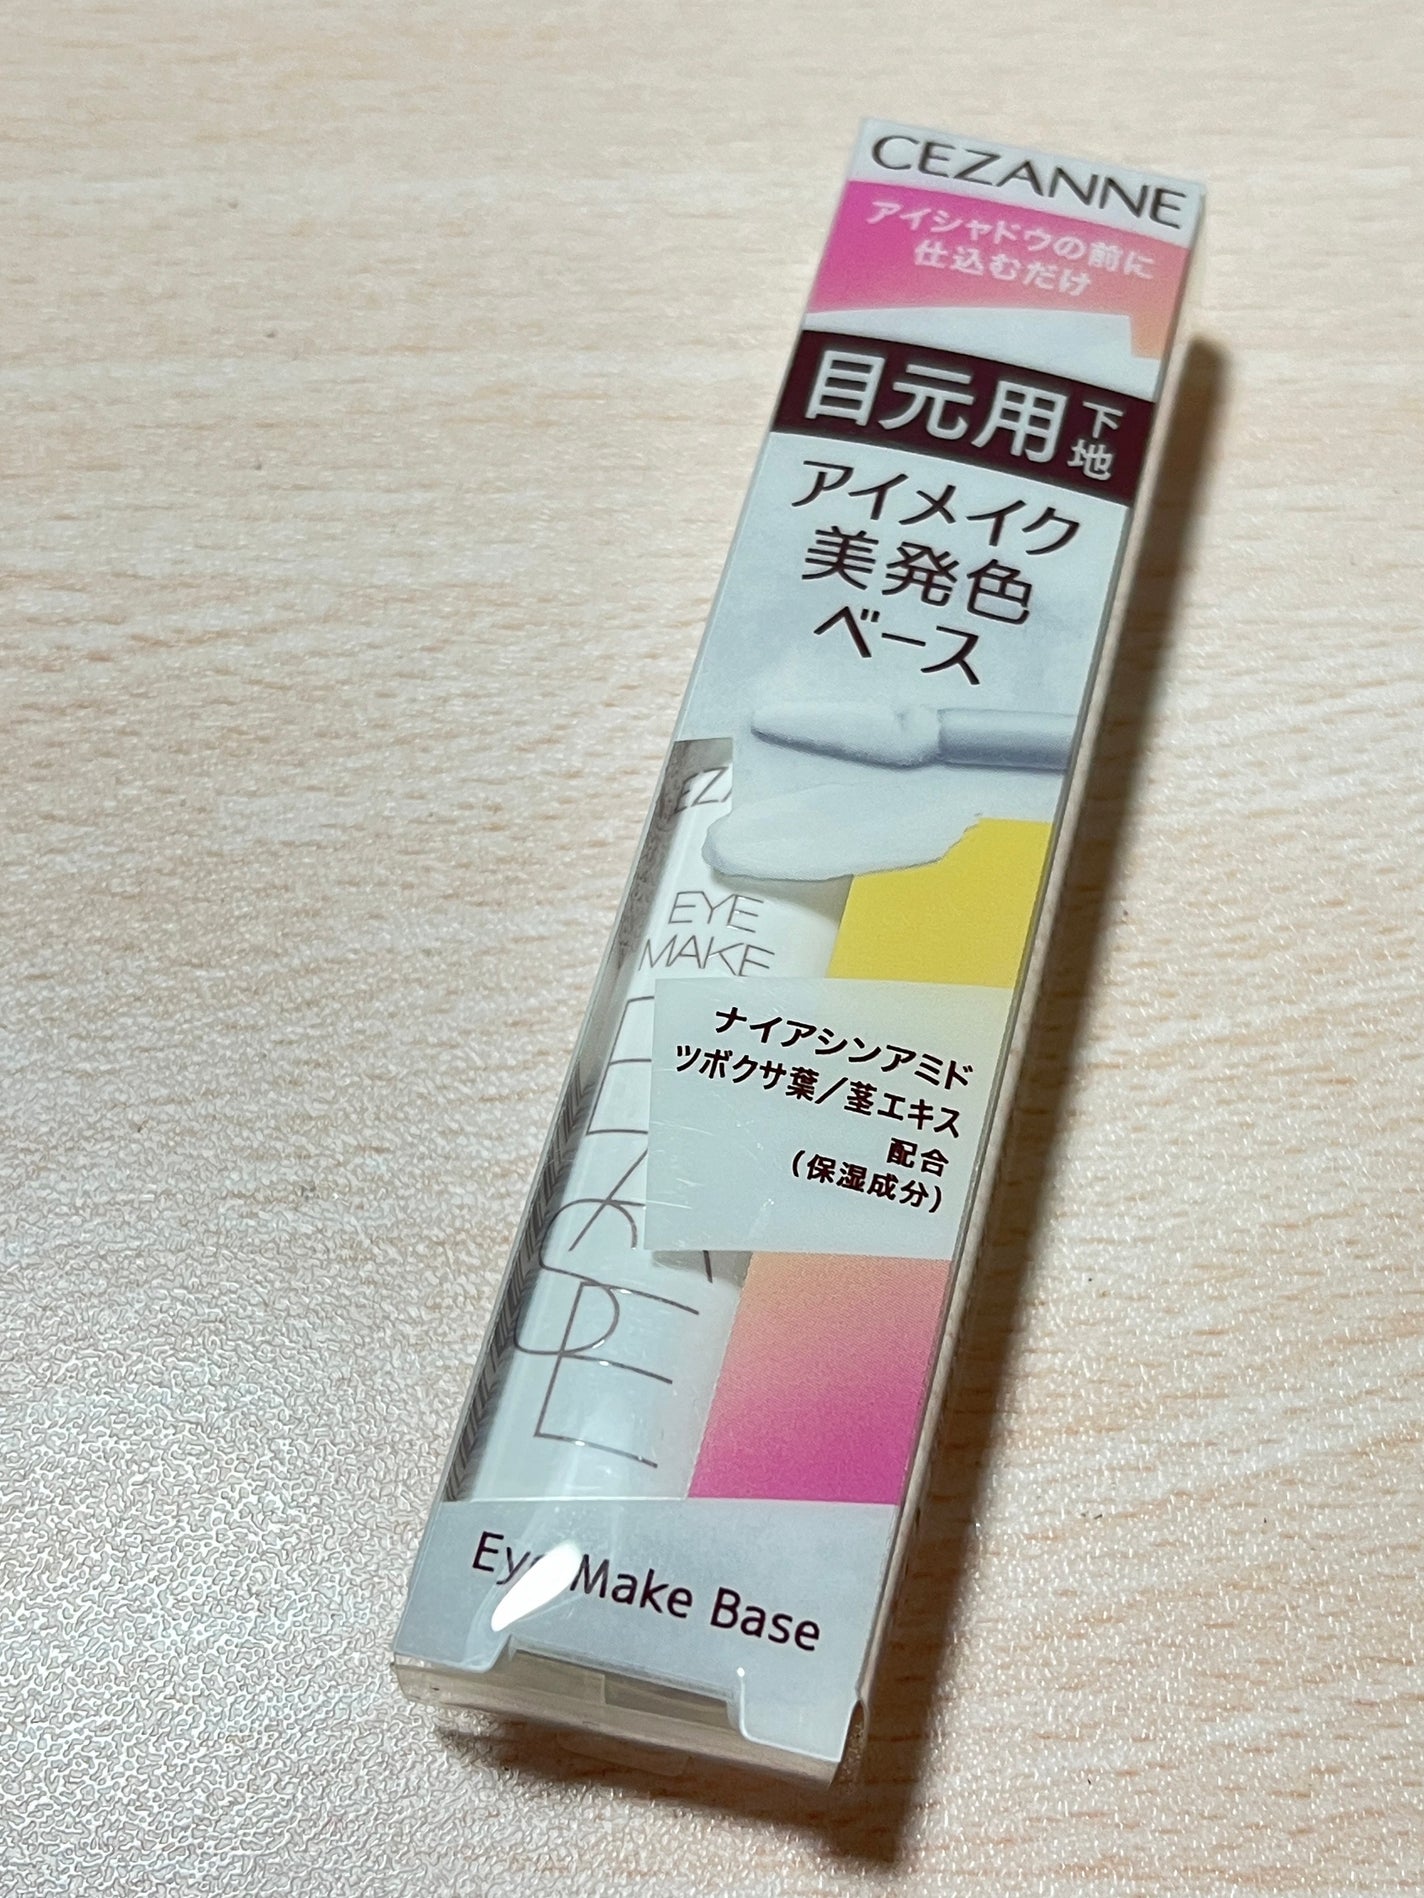 CEZANNE
アイシャドウの前に
仕込むだけ
目元用
下地
アイメイク
美発色
ベース
EYE
MAKE
ナイアシンアミド
ツボクサ葉/茎エキス
配合
(保湿成分)
Eye Make Base